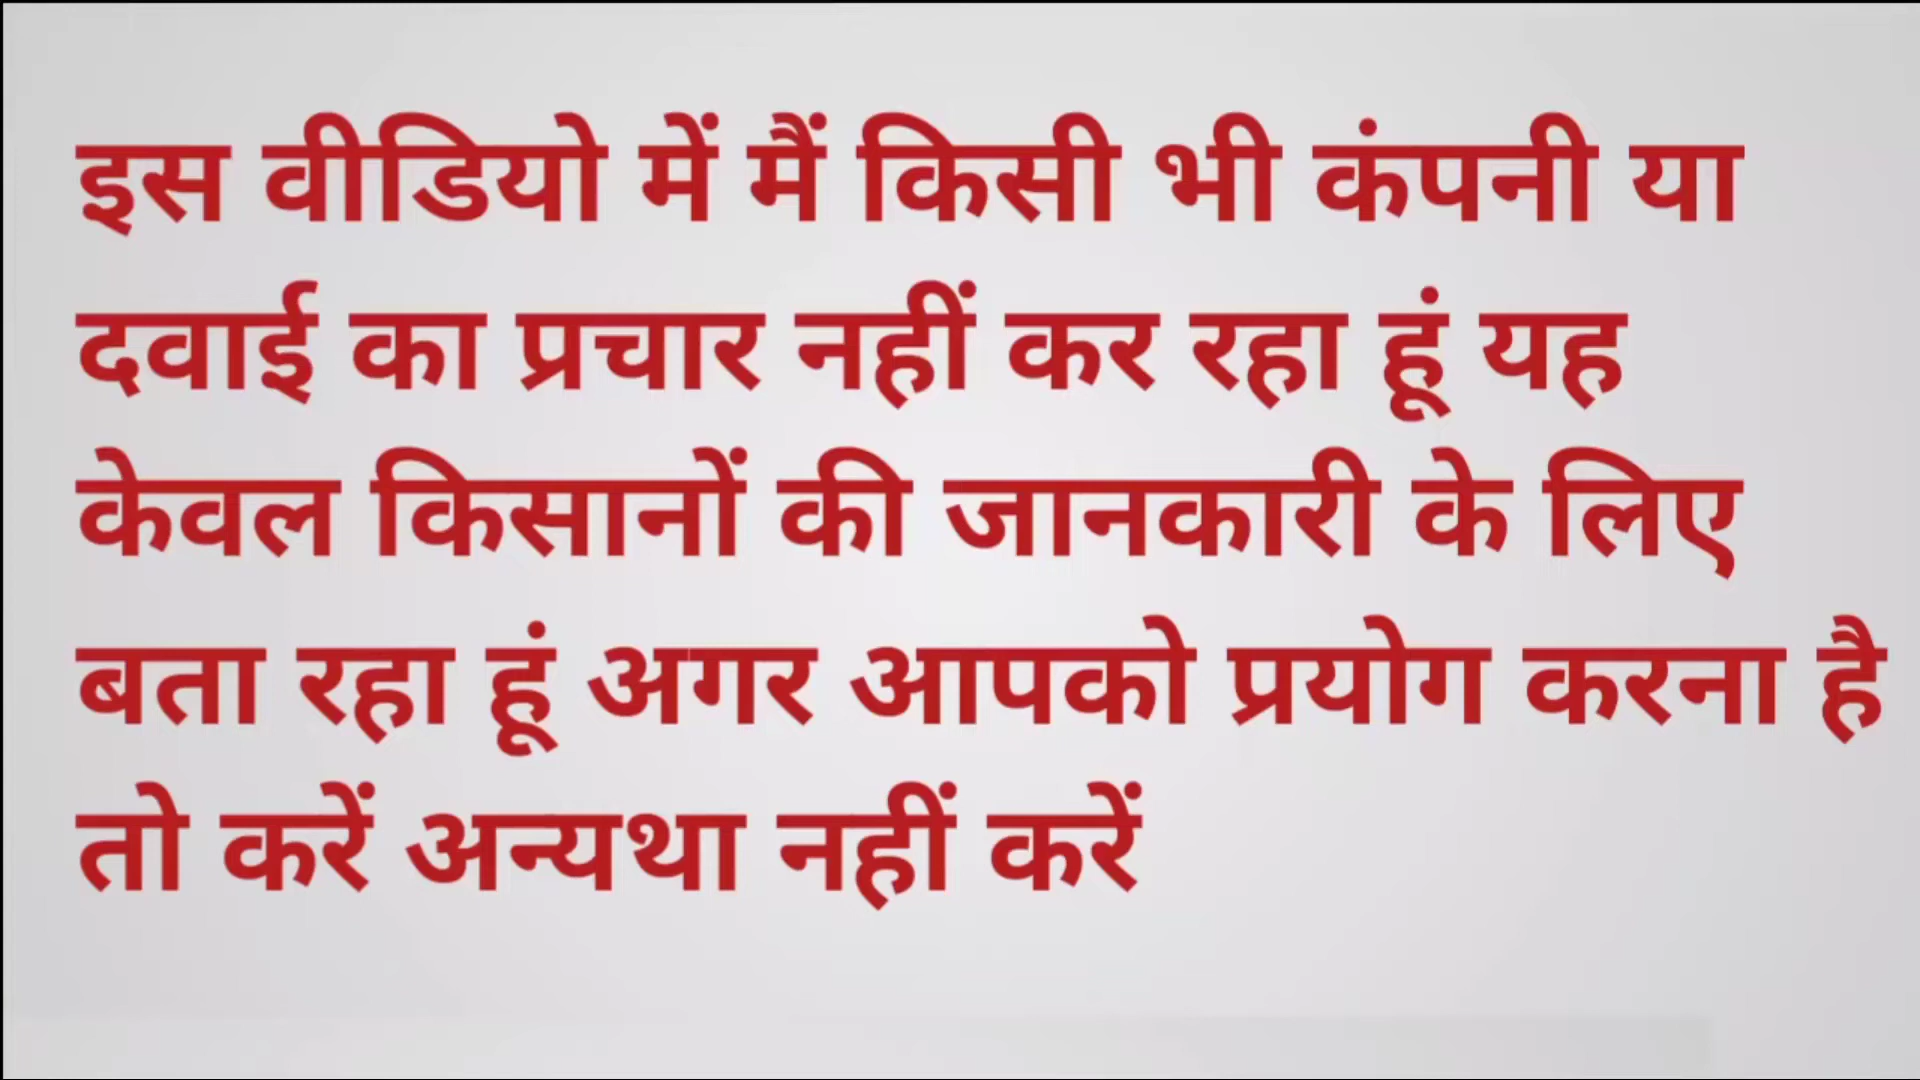 इस वीडियो में मैं किसी भी कंपनी या
दवाई का प्रचार नहीं कर रहा हूं यह
केवल किसानों की जानकारी के लिए
बता रहा हूं अगर आपको प्रयोग करना है
तो करें अन्यथा नहीं करें